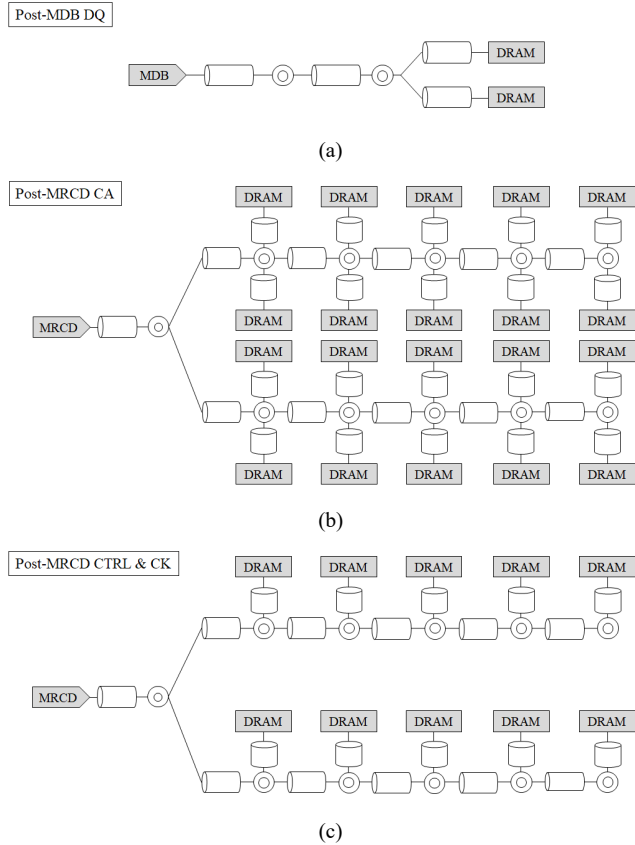 Post-MDB DQ
MDB
DRAM
DRAM
(a)
Post-MRCD CA
DRAM DRAM DRAM DRAM DRAM
MRCD
DRAM DRAM DRAM DRAM DRAM
DRAM DRAM DRAM DRAM DRAM
DRAM DRAM DRAM DRAM DRAM
(b)
Post-MRCD CTRL & CK
DRAM DRAM DRAM DRAM DRAM
MRCD
DRAM DRAM DRAM DRAM DRAM
(c)